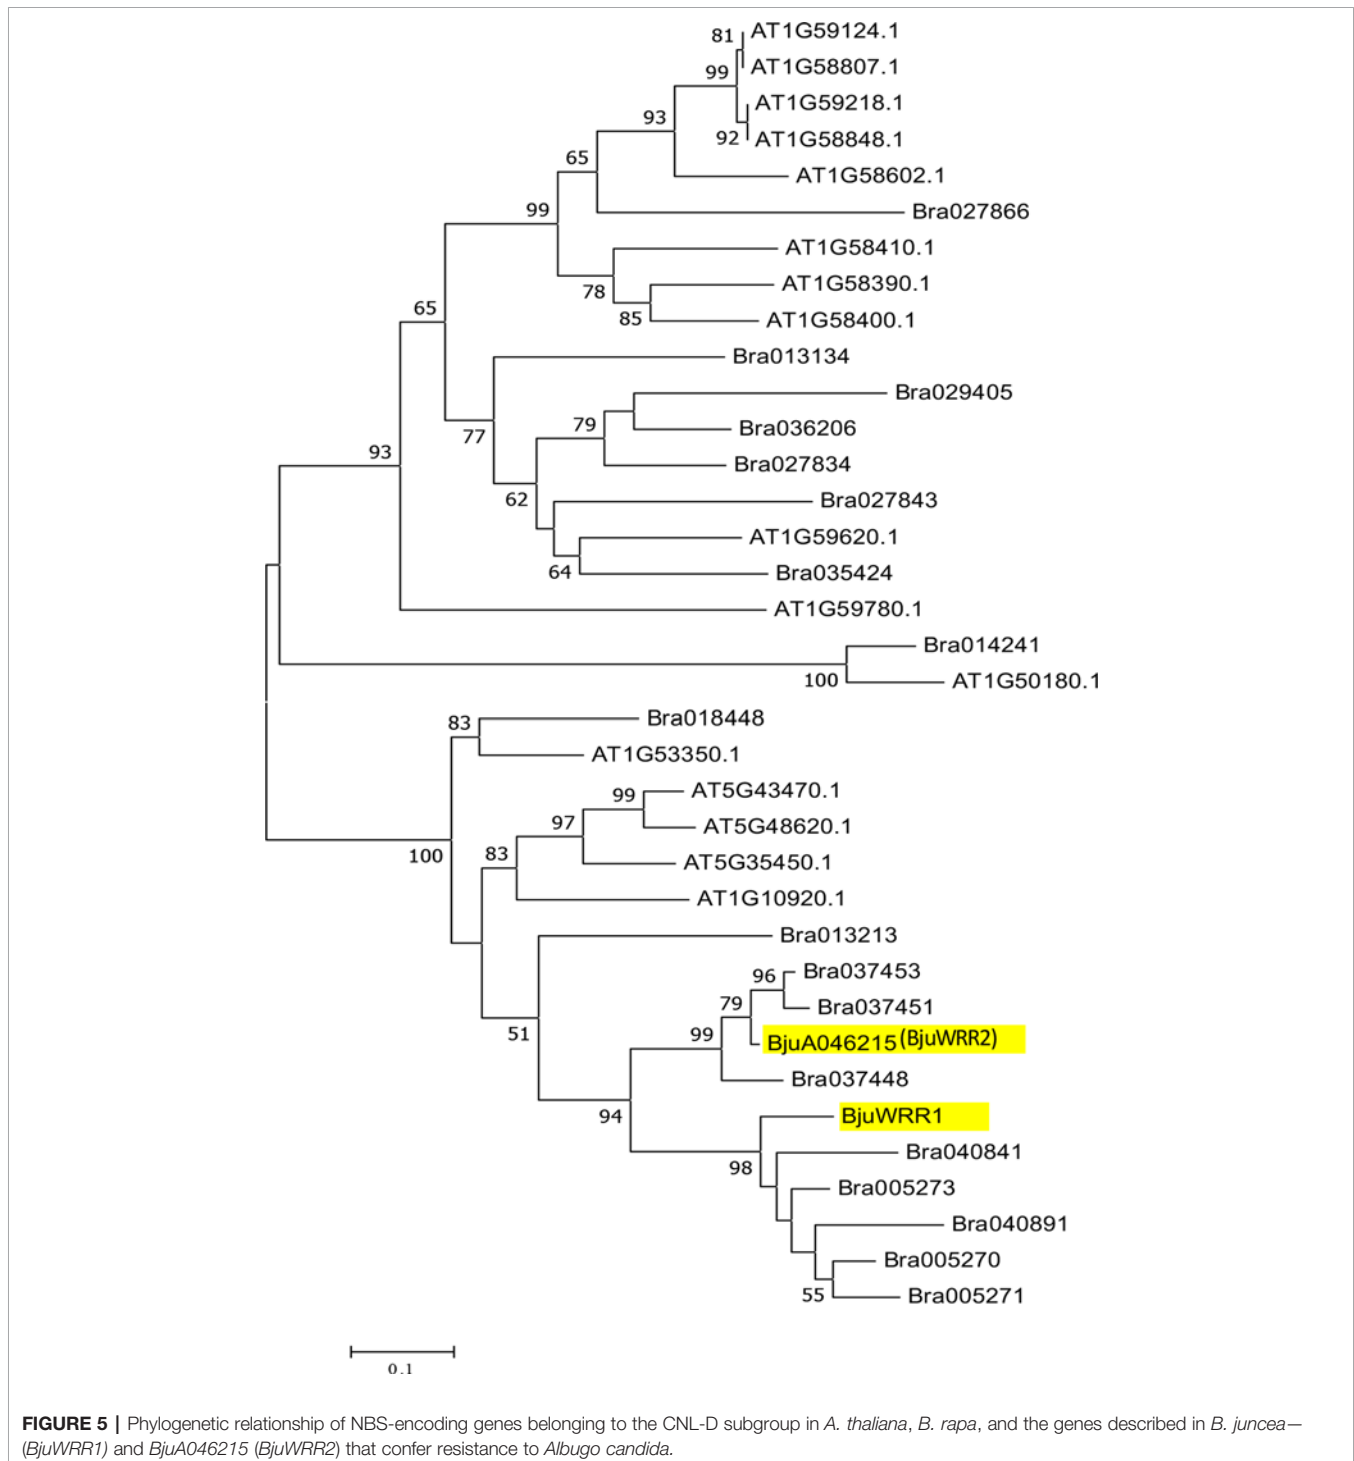 AT1G59124.1
81
AT1G58807.1
99
AT1G59218.1
93
92
AT1G58848.1
65
AT1G58602.1
99
Bra027866
AT1G58410.1
78
AT1G58390.1
85
AT1G58400.1
65
Bra013134
Bra029405
79
Bra036206
77
93
Bra027834
62
Bra027843
AT1G59620.1
64
Bra035424
AT1G59780.1
Bra014241
100
AT1G50180.1
83
Bra018448
AT1G53350.1
99
AT5G43470.1
97
AT5G48620.1
100
83
AT5G35450.1
AT1G10920.1
Bra013213
96
Bra037453
79
Bra037451
51
99
BjuA046215(BjuWRR2)
Bra037448
94
BjuWRR1
98
Bra040841
Bra005273
Bra040891
Bra005270
55
Bra005271
0.1
FIGURE 5 | Phylogenetic relationship of NBS-encoding genes belonging to the CNL-D subgroup in A. thaliana, B. rapa, and the genes described in B. juncea—
(BjuWRR1) and BjuA046215 (BjuWRR2) that confer resistance to Albugo candida.